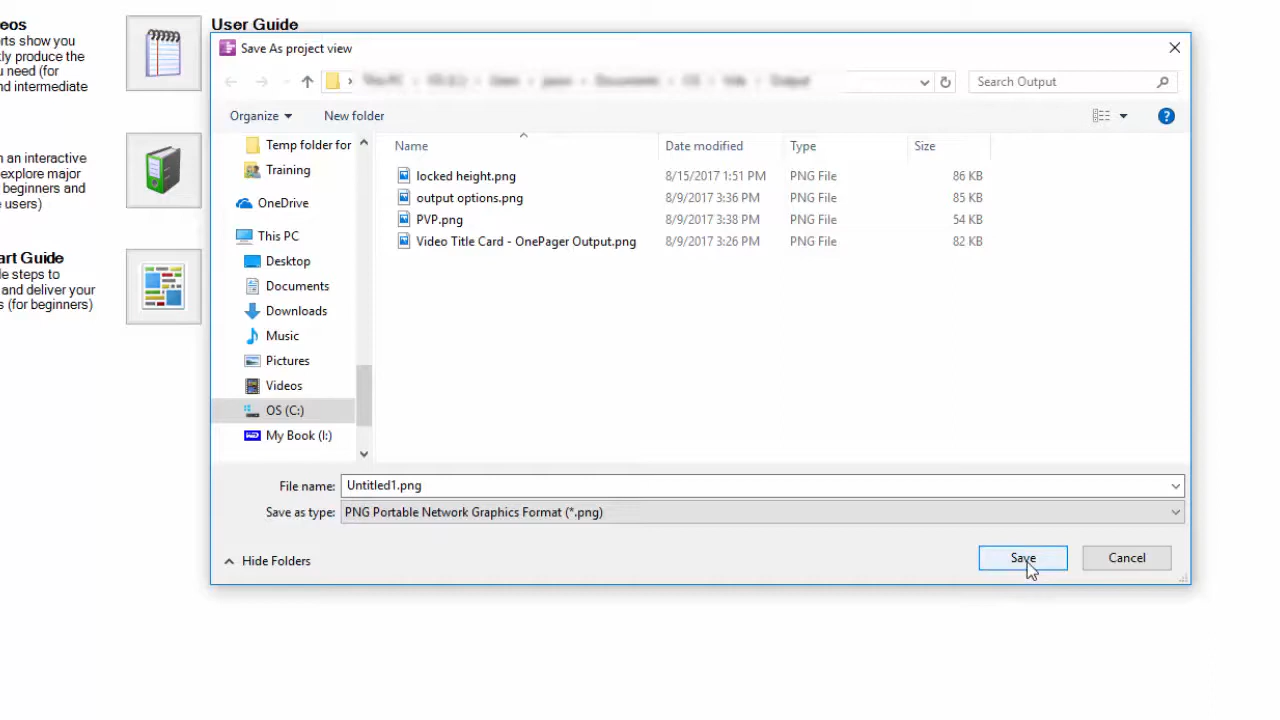 eos
rts show you
kly produce the
u need (for
nd intermediate
User Guide
n an interactive
explore major
beginners and
e users)
art Guide
de steps to
and deliver your
s (for beginners)
Save As project view
Search Output
Organize
New folder
Temp folder for
Training
OneDrive
This PC
Desktop
Documents
Downloads
Music
Pictures
Videos
OS (C:)
My Book (I:)
Name Date modified Type Size
locked height.png 8/15/2017 1:51 PM PNG File 86 KB
output options.png 8/9/2017 3:36 PM PNG File 85 KB
PVP.png 8/9/2017 3:38 PM PNG File 54 KB
Video Title Card - OnePager Output.png 8/9/2017 3:26 PM PNG File 82 KB
File name: Untitled1.png
Save as type: PNG Portable Network Graphics Format (*.png)
Hide Folders
Save
Cancel